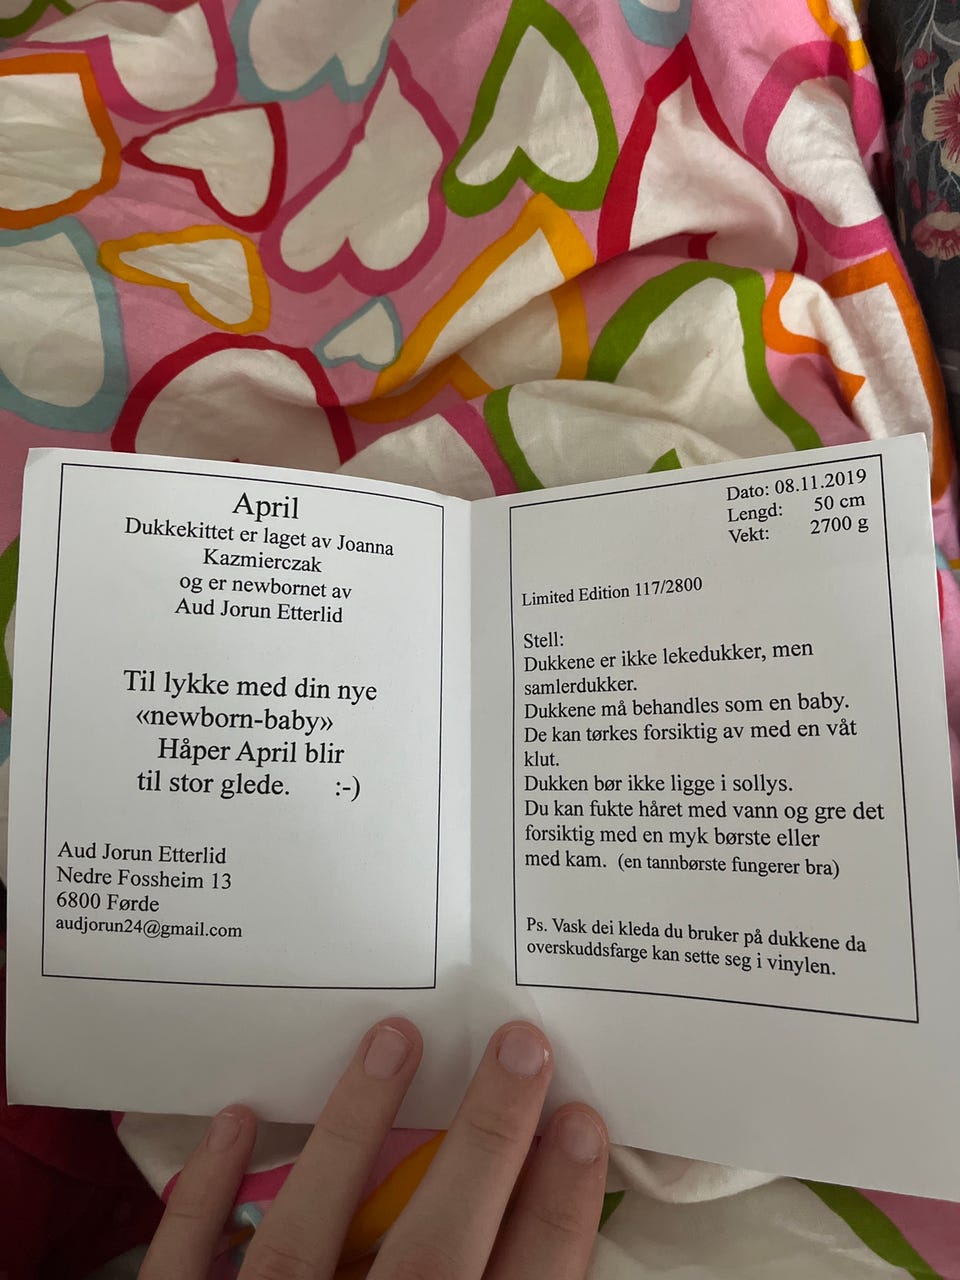 April
Dukkekittet er laget av Joanna
Kazmierczak
og er newbornet av
Aud Jorun Etterlid
Til lykke med din nye
«newborn-baby»
Håper April blir
til stor glede. :-)
Aud Jorun Etterlid
Nedre Fossheim 13
6800 Førde
audjorun24@gmail.com
Dato: 08.11.2019
Lengd: 50 cm
Vekt: 2700 g
Limited Edition 117/2800
Stell:
Dukkene er ikke lekedukker, men
samlerdukker.
Dukkene må behandles som en baby.
De kan tørkes forsiktig av med en våt
klut.
Dukken bør ikke ligge i sollys.
Du kan fukte håret med vann og gre det
forsiktig med en myk børste eller
med kam. (en tannbørste fungerer bra)
Ps. Vask dei kleda du bruker på dukkene da
overskuddsfarge kan sette seg i vinylen.